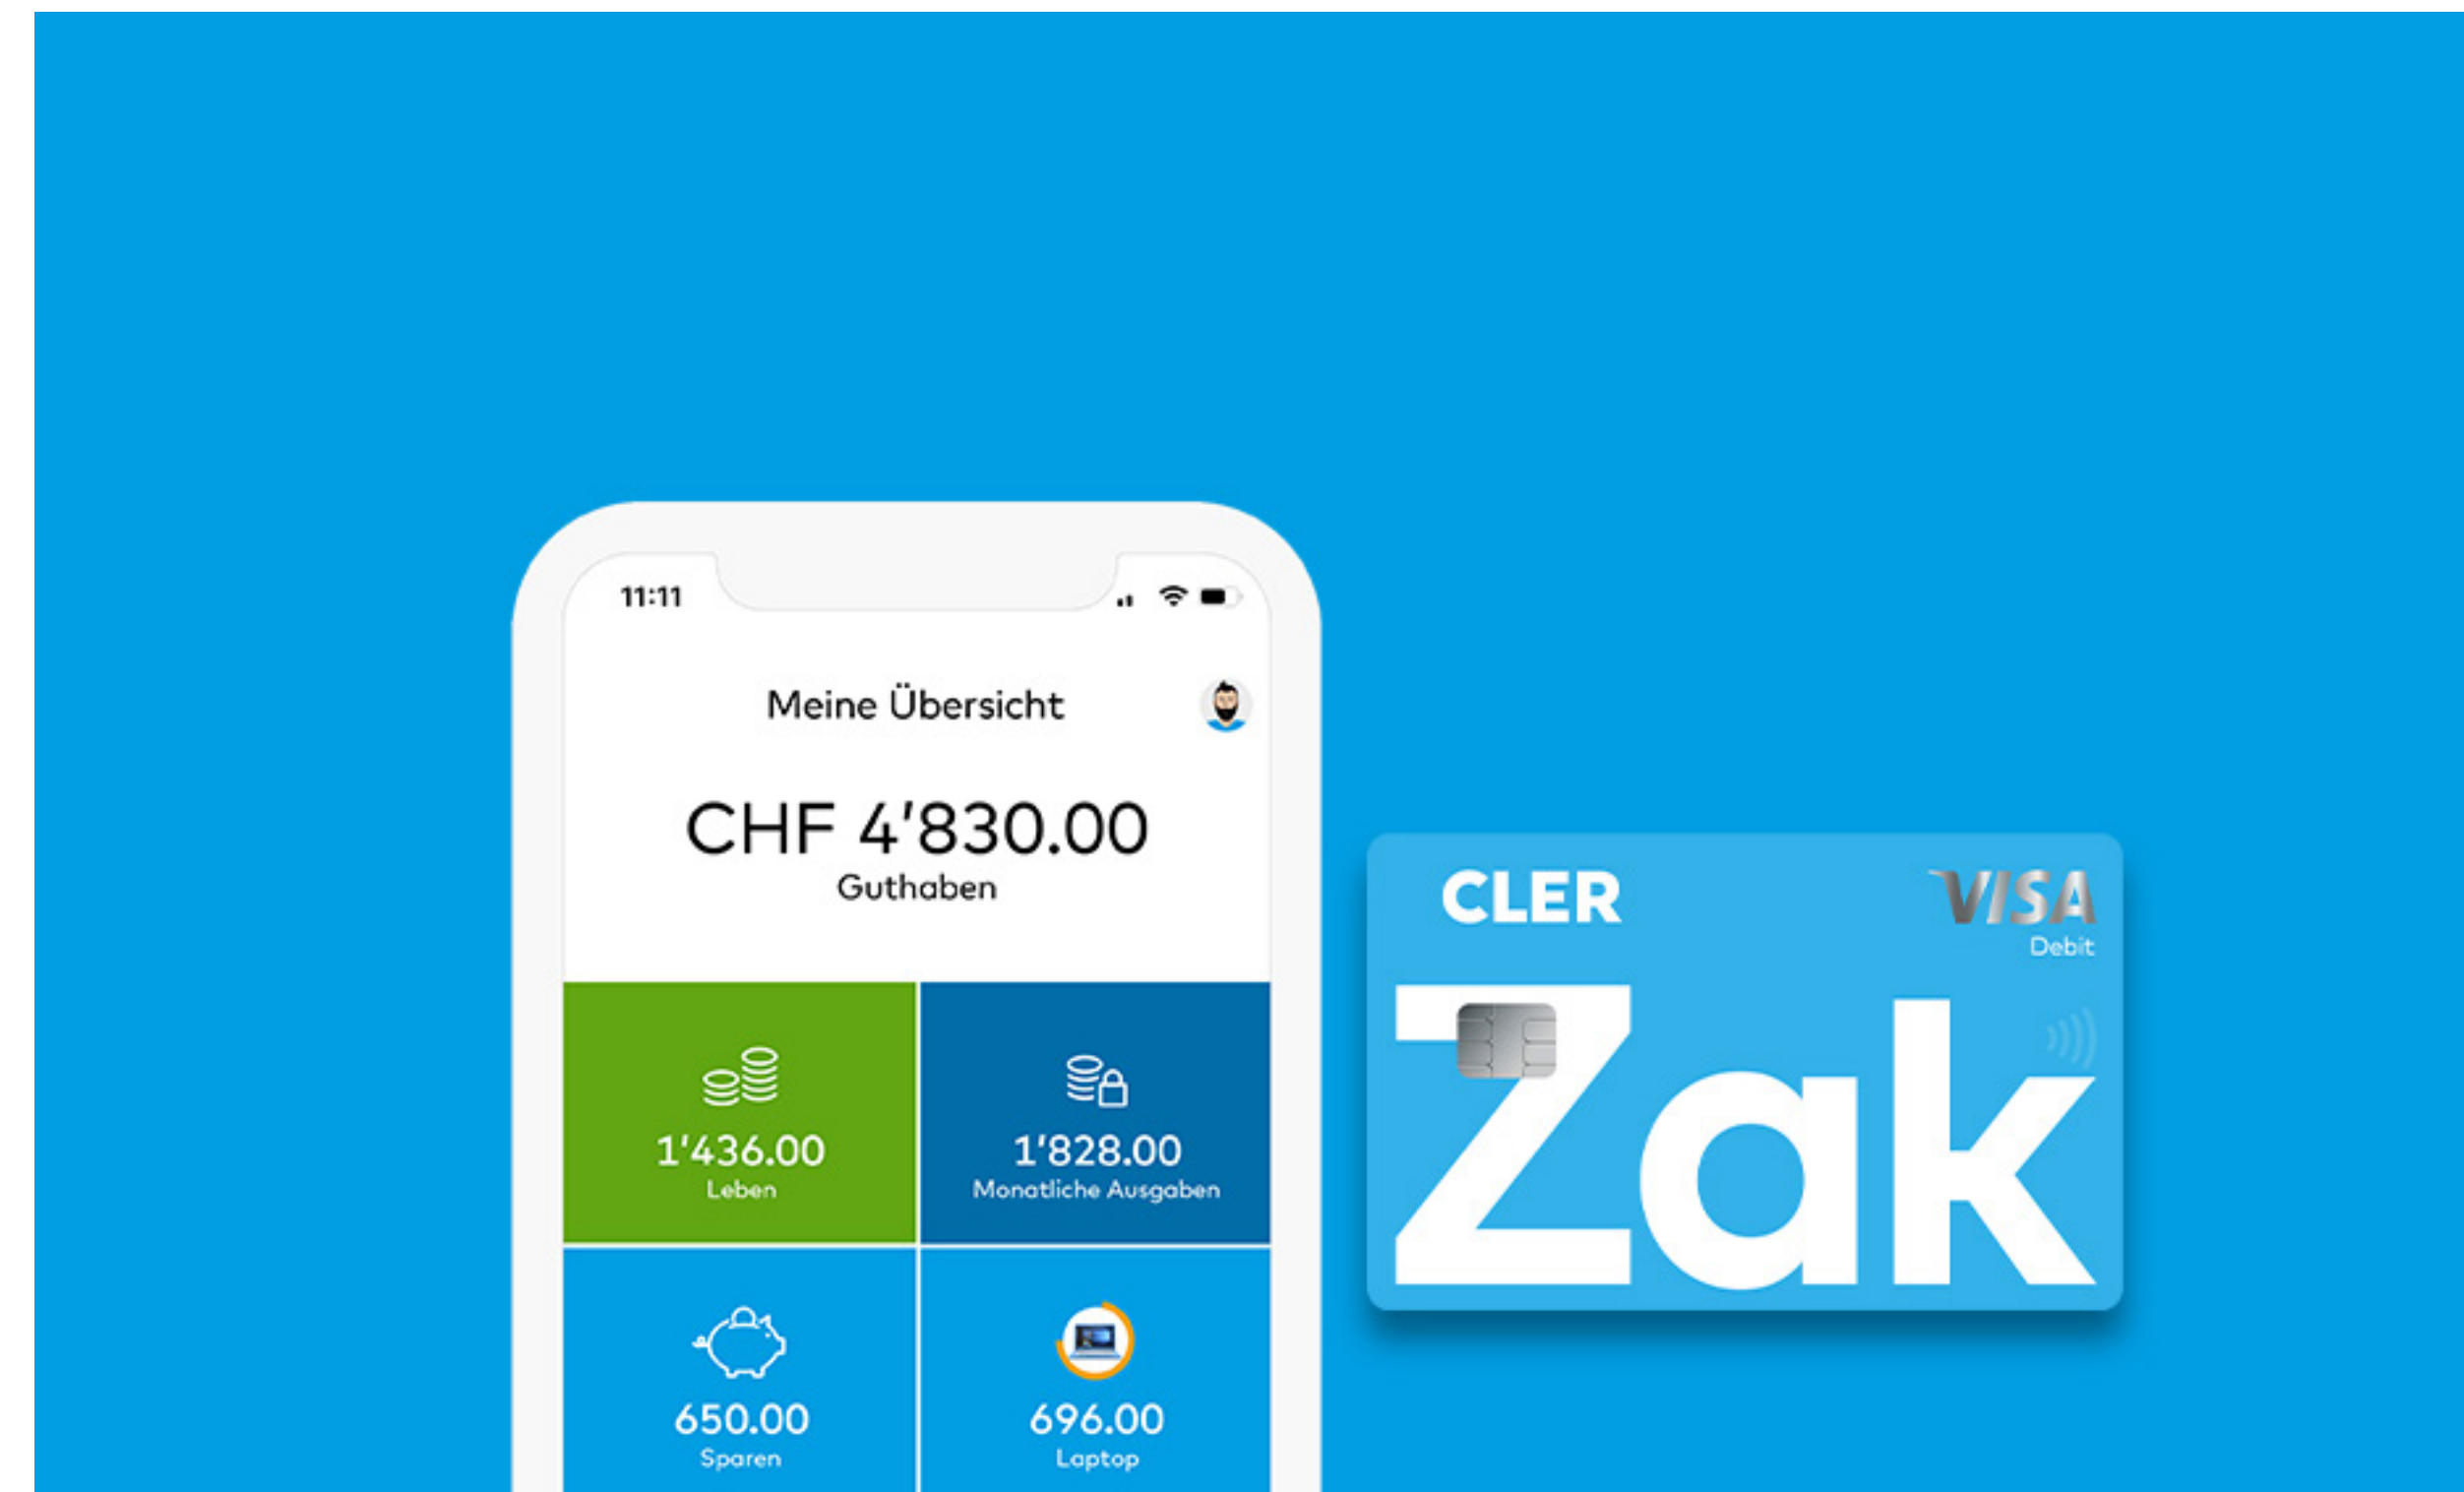 11:11
Meine Übersicht
CHF 4'830.00
Guthaben
1'436.00
Leben
1'828.00
Monatliche Ausgaben
650.00
Sparen
696.00
Laptop
CLER
VISA
Debit
Zak